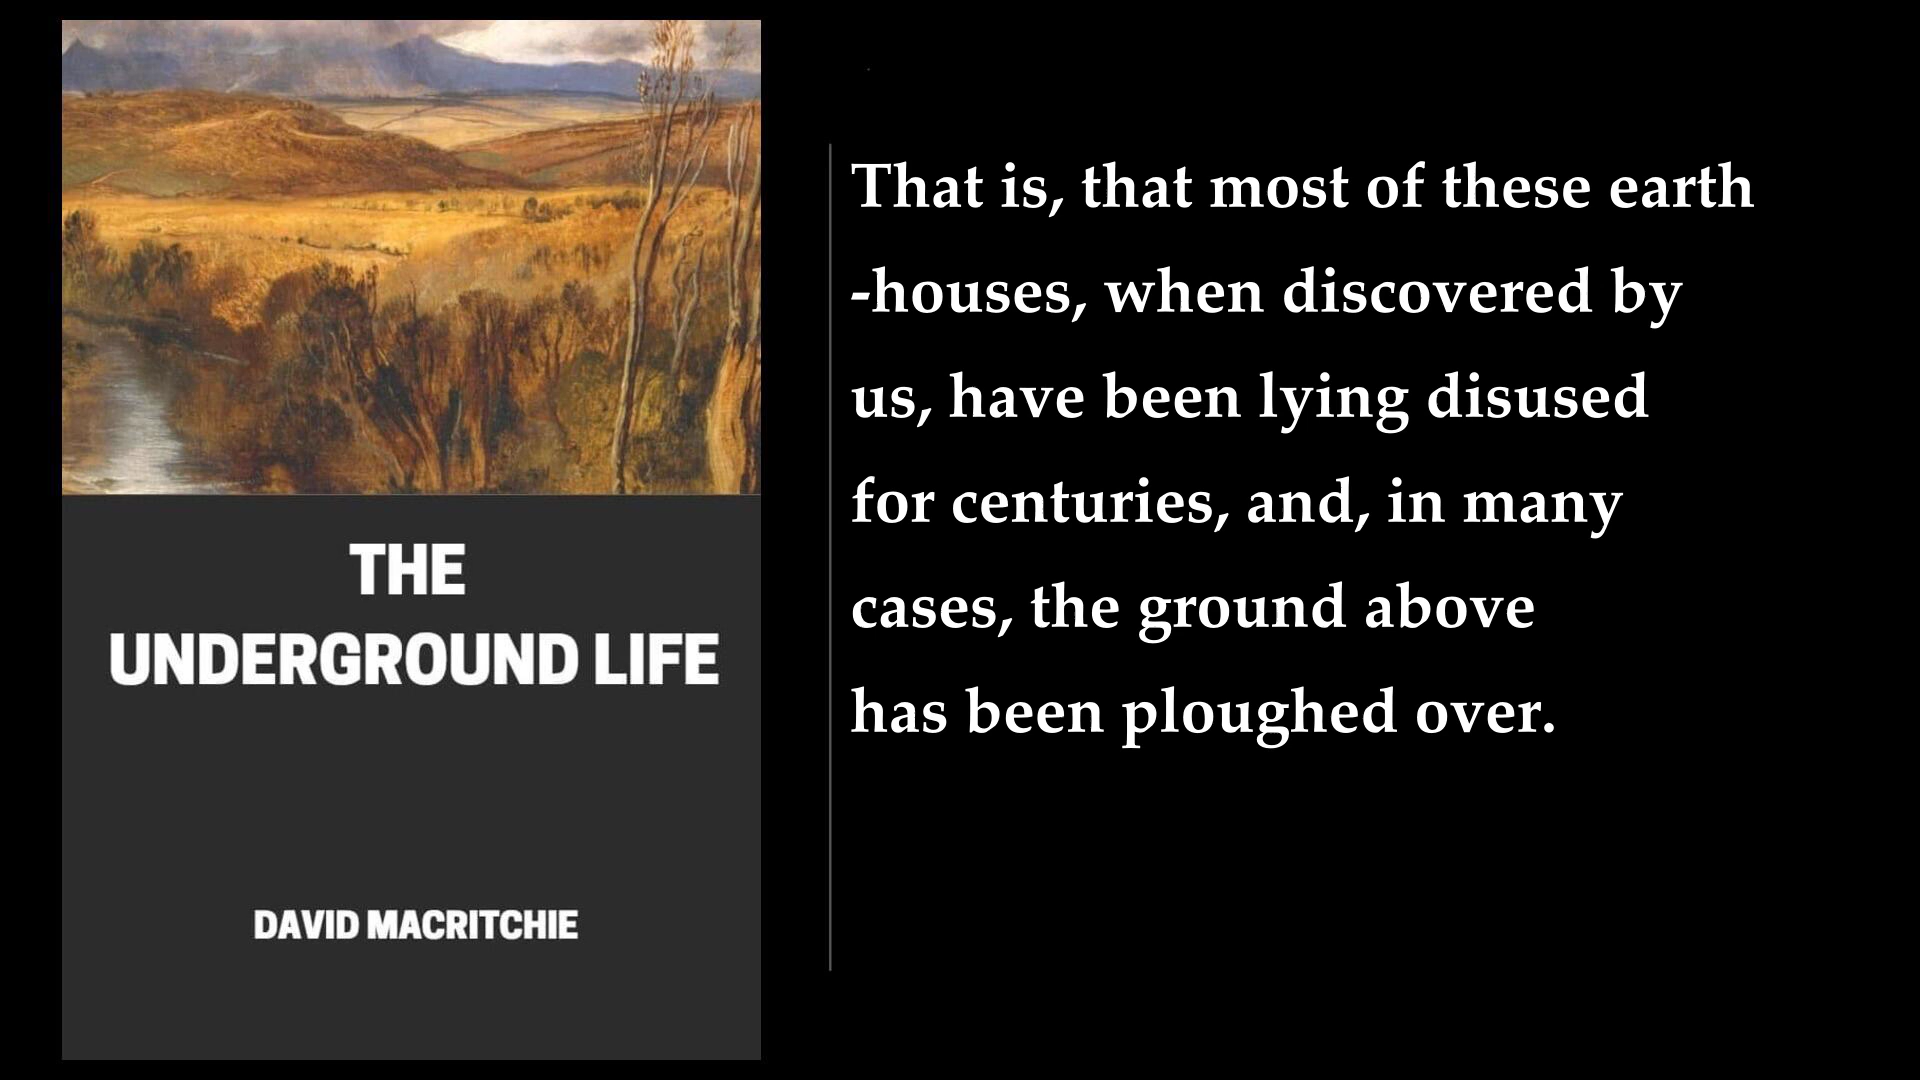 THE
UNDERGROUND LIFE
DAVID MACRITCHIE
That is, that most of these earth
-houses, when discovered by
us, have been lying disused
for centuries, and, in many
cases, the ground above
has been ploughed over.